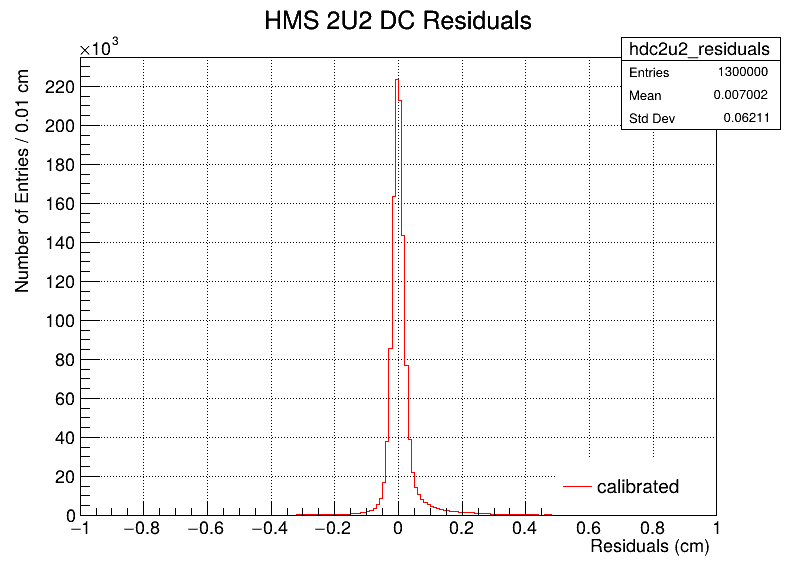 HMS 2U2 DC Residuals
×10³
hdc2u2_residuals
Entries 1300000
Mean 0.007002
Std Dev 0.06211
Number of Entries / 0.01 cm
220
200
180
160
140
120
100
80
60
40
20
0
calibrated
−1 −0.8 −0.6 −0.4 −0.2 0 0.2 0.4 0.6 0.8 1
Residuals (cm)